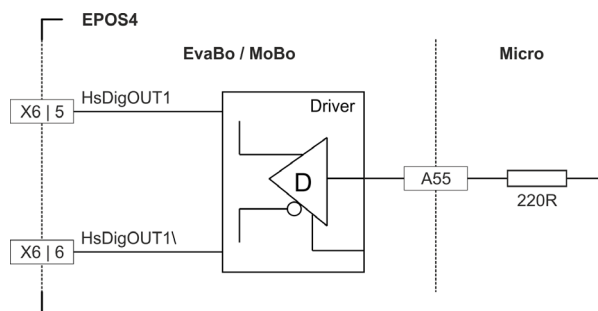 EPOS4
EvaBo / MoBo
Micro
X6 | 5
HsDigOUT1
Driver
D
A55
220R
X6 | 6
HsDigOUT1\